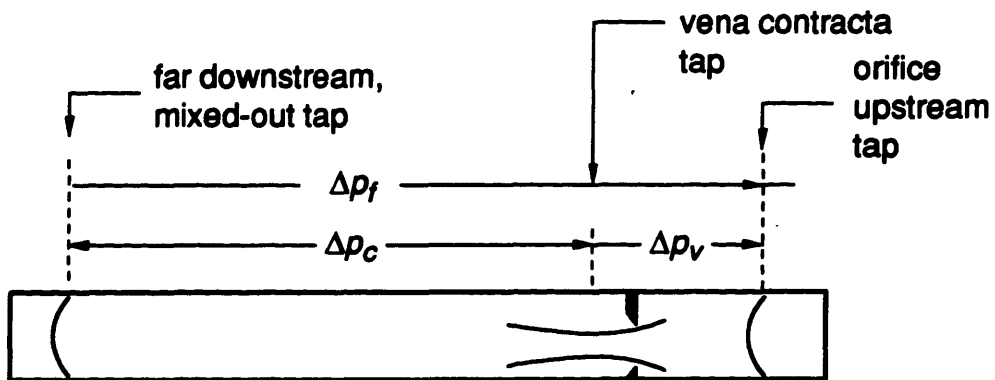 vena contracta
tap
far downstream,
mixed-out tap
orifice
upstream
tap
Δp_f
Δp_c
Δp_v